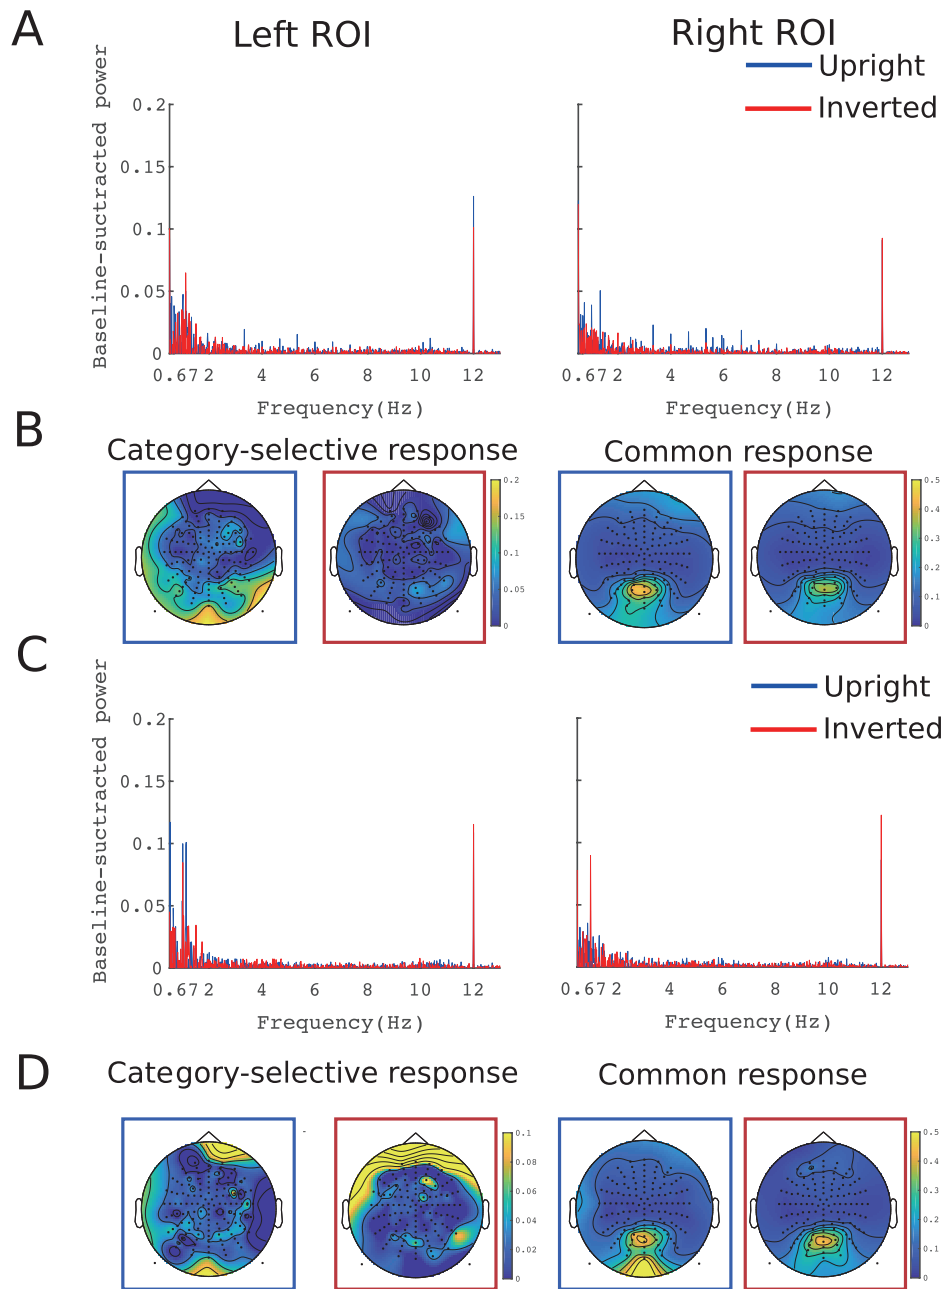 A
Left ROI
Right ROI
Upright
Inverted
Baseline-suctracted power
0.2
0.15
0.1
0.05
0
0.67 2 4 6 8 10 12
0.67 2 4 6 8 10 12
Frequency(Hz)
Frequency(Hz)
B
Category-selective response
Common response
0.2
0.15
0.1
0.05
0
0.5
0.4
0.3
0.2
0.1
0
C
Upright
Inverted
Baseline-suctracted power
0.2
0.15
0.1
0.05
0
0.67 2 4 6 8 10 12
0.67 2 4 6 8 10 12
Frequency(Hz)
Frequency(Hz)
D
Category-selective response
Common response
0.1
0.08
0.06
0.04
0.02
0
0.5
0.4
0.3
0.2
0.1
0